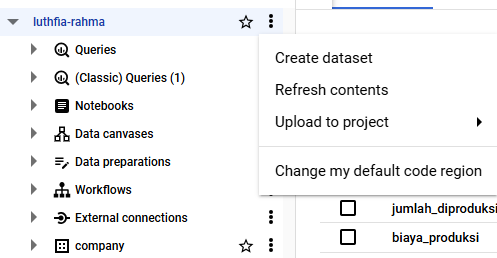 luthfia-rahma
Queries
(Classic) Queries (1)
Notebooks
Data canvases
Data preparations
Workflows
External connections
company
Create dataset
Refresh contents
Upload to project
Change my default code region
jumlah_diproduksi
biaya_produksi